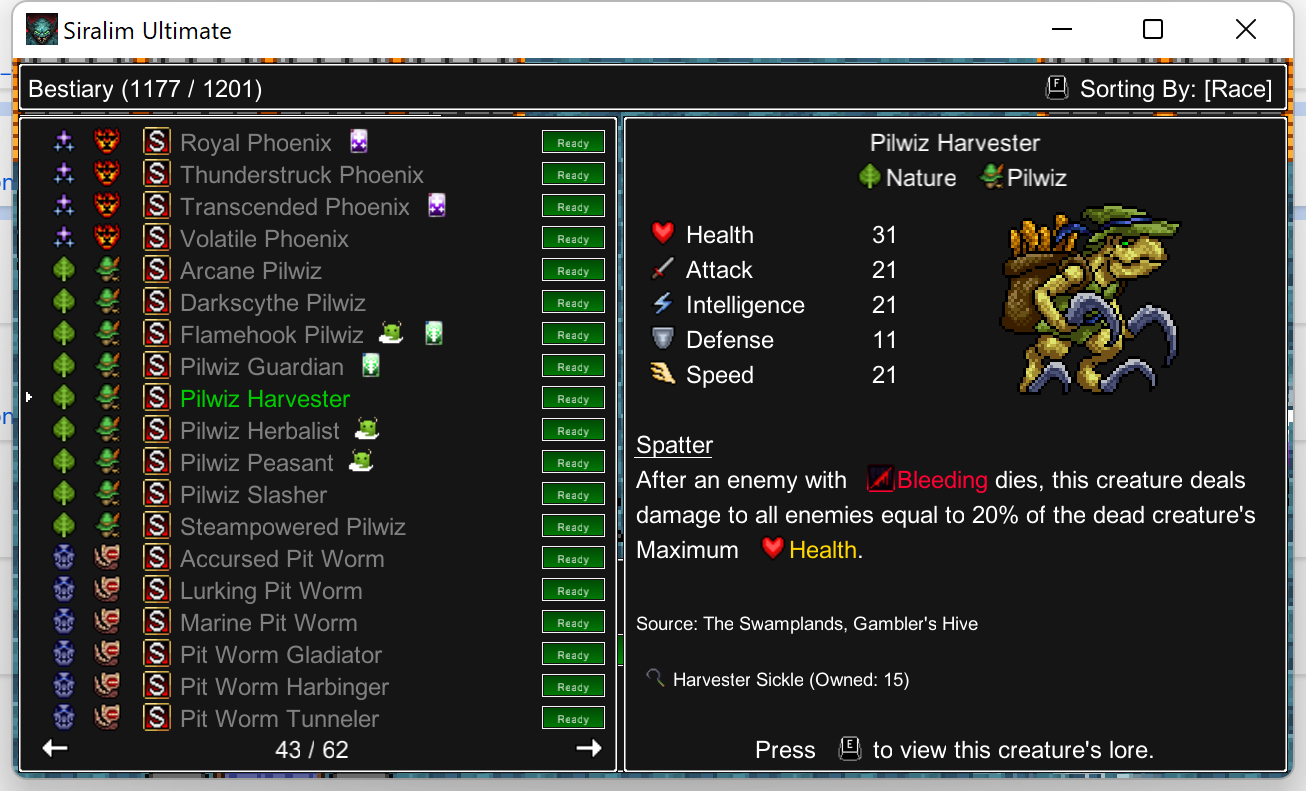 Siralim Ultimate
Bestiary (1177 / 1201)
F Sorting By: [Race]
S Royal Phoenix Ready
S Thunderstruck Phoenix Ready
S Transcended Phoenix Ready
S Volatile Phoenix Ready
S Arcane Pilwiz Ready
S Darkscythe Pilwiz Ready
S Flamehook Pilwiz Ready
S Pilwiz Guardian Ready
S Pilwiz Harvester Ready
S Pilwiz Herbalist Ready
S Pilwiz Peasant Ready
S Pilwiz Slasher Ready
S Steampowered Pilwiz Ready
S Accursed Pit Worm Ready
S Lurking Pit Worm Ready
S Marine Pit Worm Ready
S Pit Worm Gladiator Ready
S Pit Worm Harbinger Ready
S Pit Worm Tunneler Ready
43 / 62
Pilwiz Harvester
Nature Pilwiz
Health 31
Attack 21
Intelligence 21
Defense 11
Speed 21
Spatter
After an enemy with Bleeding dies, this creature deals
damage to all enemies equal to 20% of the dead creature's
Maximum Health.
Source: The Swamplands, Gambler's Hive
Harvester Sickle (Owned: 15)
Press E to view this creature's lore.